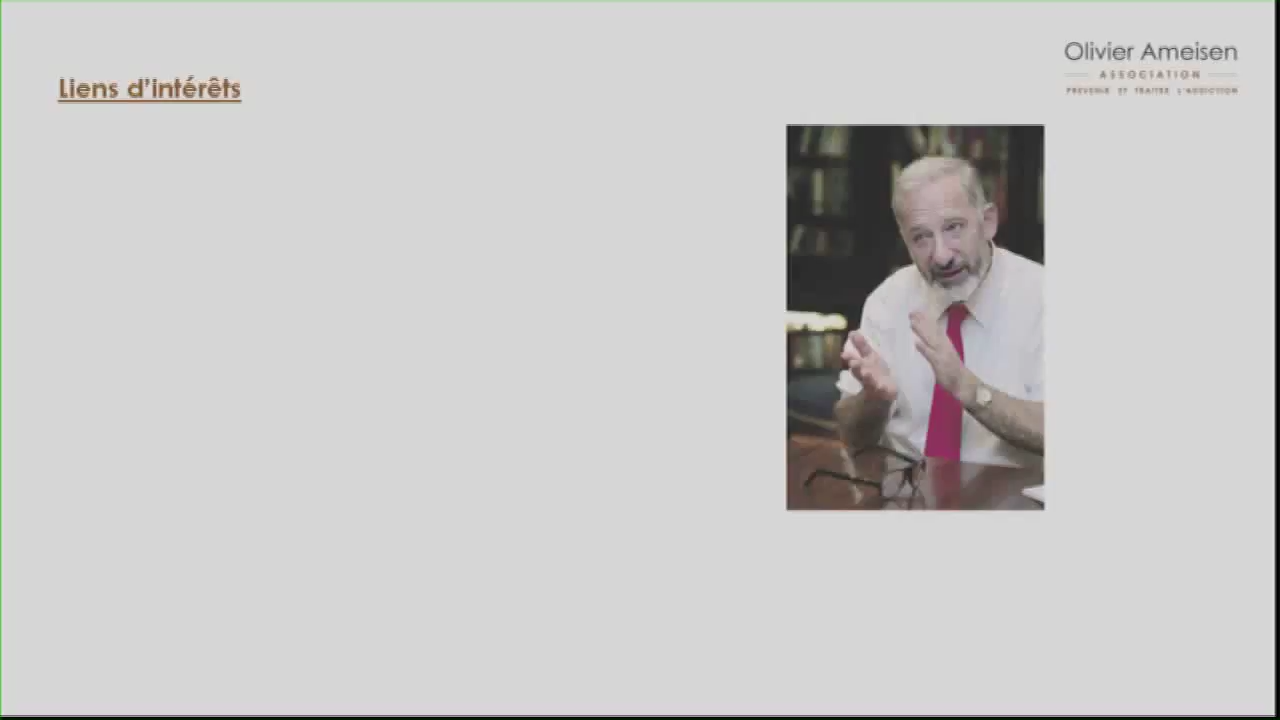 Liens d'intérêts
Olivier Ameisen
ASSOCIATION
PRÉVENIR ET TRAITER L'ADDICTION